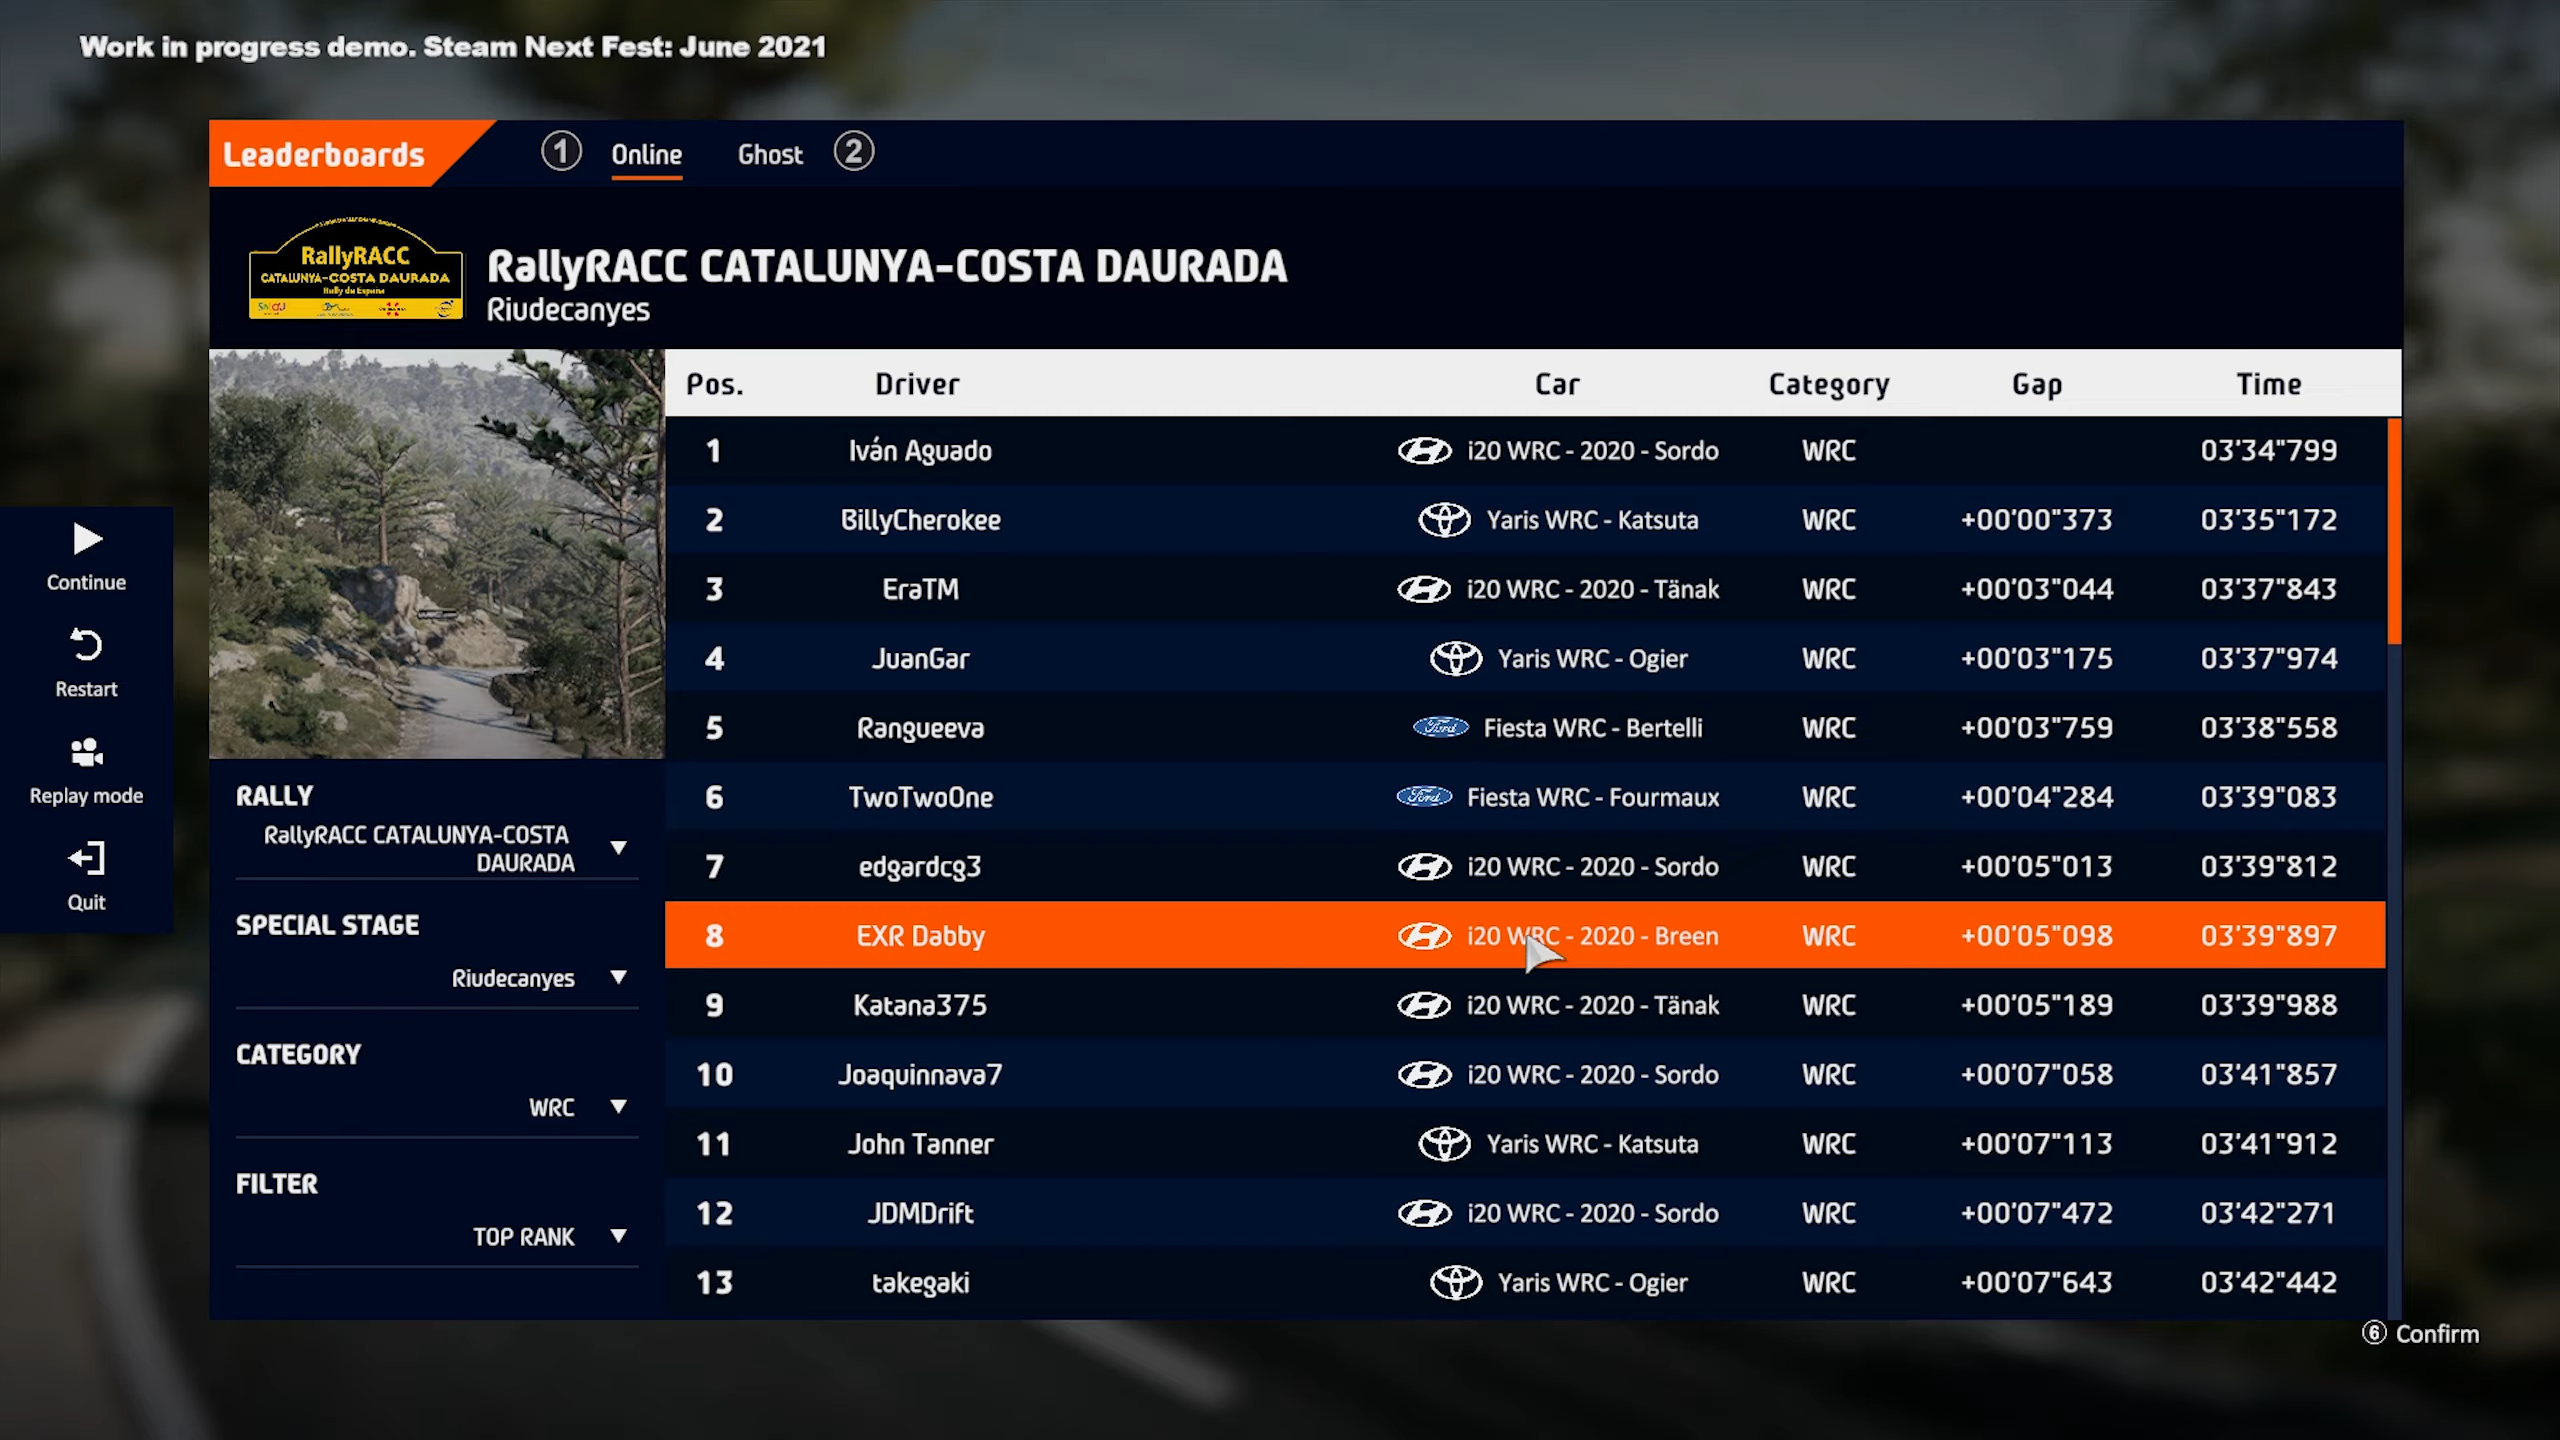 Work in progress demo. Steam Next Fest: June 2021
Leaderboards
1 Online Ghost 2
RallyRACC
CATALUNYA-COSTA DAURADA
RallyRACC CATALUNYA-COSTA DAURADA
Riudecanyes
Pos. Driver Car Category Gap Time
1 Iván Aguado i20 WRC - 2020 - Sordo WRC 03'34"799
2 BillyCherokee Yaris WRC - Katsuta WRC +00'00"373 03'35"172
3 EraTM i20 WRC - 2020 - Tänak WRC +00'03"044 03'37"843
4 JuanGar Yaris WRC - Ogier WRC +00'03"175 03'37"974
5 Rangueeva Ford Fiesta WRC - Bertelli WRC +00'03"759 03'38"558
6 TwoTwoOne Ford Fiesta WRC - Fourmaux WRC +00'04"284 03'39"083
7 edgardcg3 i20 WRC - 2020 - Sordo WRC +00'05"013 03'39"812
8 EXR Dabby i20 WRC - 2020 - Breen WRC +00'05"098 03'39"897
9 Katana375 i20 WRC - 2020 - Tänak WRC +00'05"189 03'39"988
10 Joaquinnava7 i20 WRC - 2020 - Sordo WRC +00'07"058 03'41"857
11 John Tanner Yaris WRC - Katsuta WRC +00'07"113 03'41"912
12 JDMDrift i20 WRC - 2020 - Sordo WRC +00'07"472 03'42"271
13 takegaki Yaris WRC - Ogier WRC +00'07"643 03'42"442
Continue
Restart
Replay mode
Quit
RALLY
RallyRACC CATALUNYA-COSTA
DAURADA
SPECIAL STAGE
Riudecanyes
CATEGORY
WRC
FILTER
TOP RANK
6 Confirm